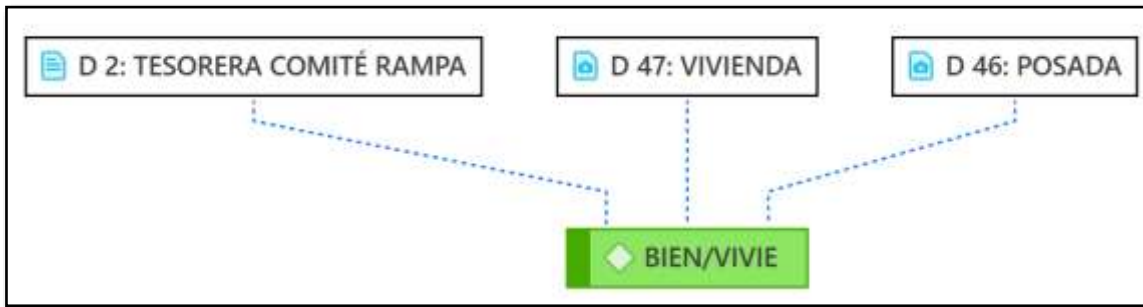 D 2: TESORERA COMITÉ RAMPA
D 47: VIVIENDA
D 46: POSADA
BIEN/VIVIE